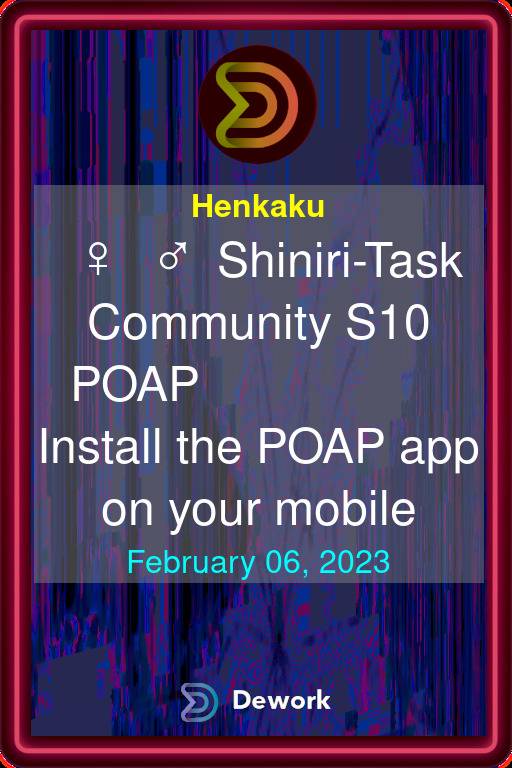 Henkaku
♀ ♂ Shiniri-Task
Community S10
POAP
Install the POAP app
on your mobile
February 06, 2023
Dework